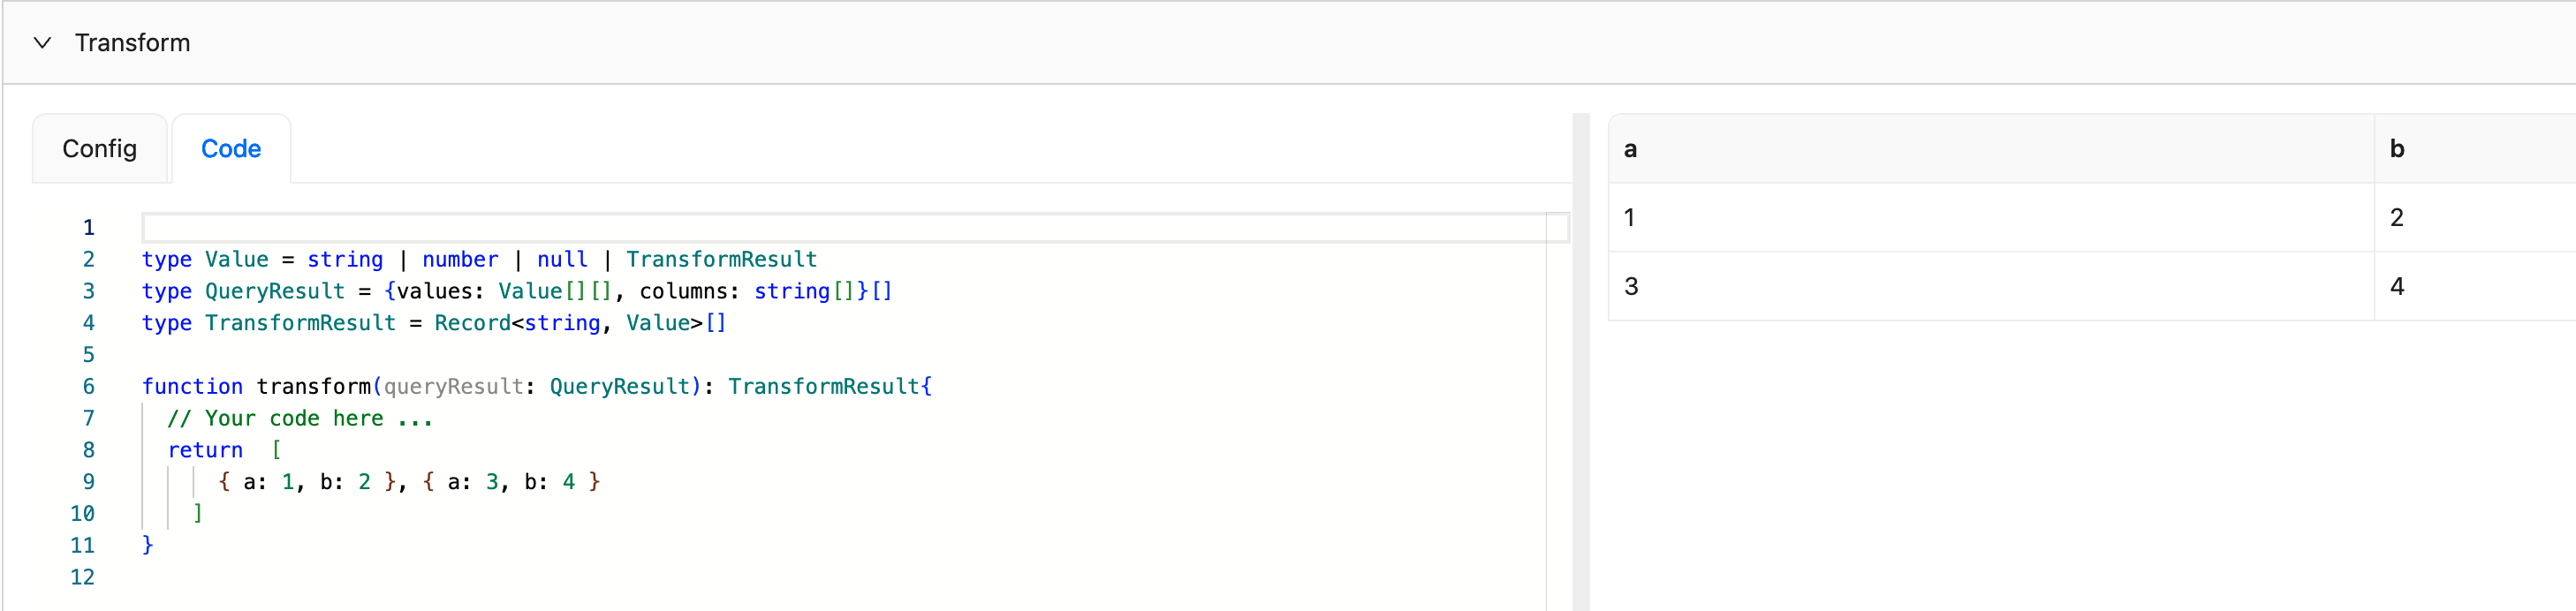 Transform
Config
Code
1
2 type Value = string | number | null | TransformResult
3 type QueryResult = {values: Value[][], columns: string[]}[]
4 type TransformResult = Record<string, Value>[]
5
6 function transform(queryResult: QueryResult): TransformResult{
7 // Your code here ...
8 return  [
9 { a: 1, b: 2 }, { a: 3, b: 4 }
10 ]
11 }
12
a b
1 2
3 4